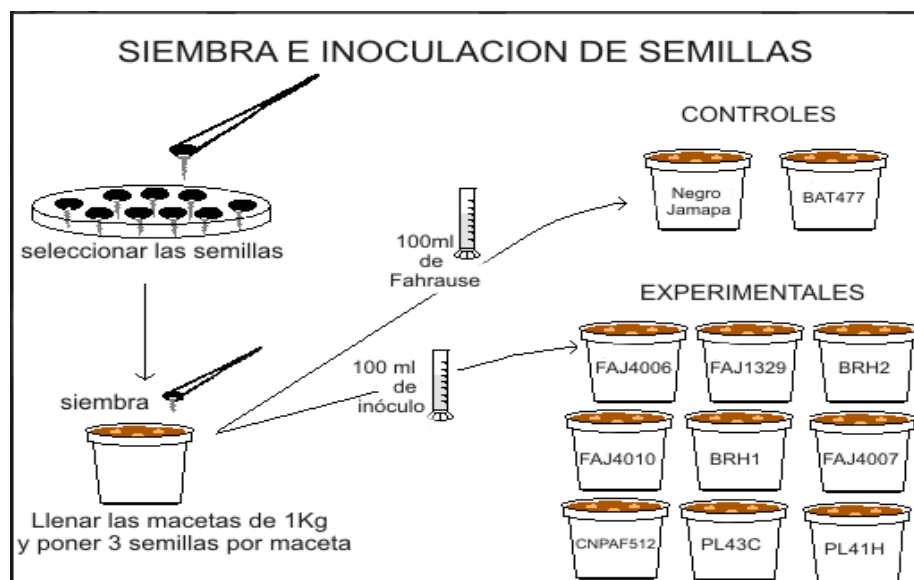 SIEMBRA E INOCULACION DE SEMILLAS
seleccionar las semillas
siembra
Llenar las macetas de 1Kg
y poner 3 semillas por maceta
100ml
de
Fahrause
100 ml
de
inóculo
CONTROLES
Negro
Jamapa
BAT477
EXPERIMENTALES
FAJ4006
FAJ1329
BRH2
FAJ4010
BRH1
FAJ4007
CNPAF512
PL43C
PL41H